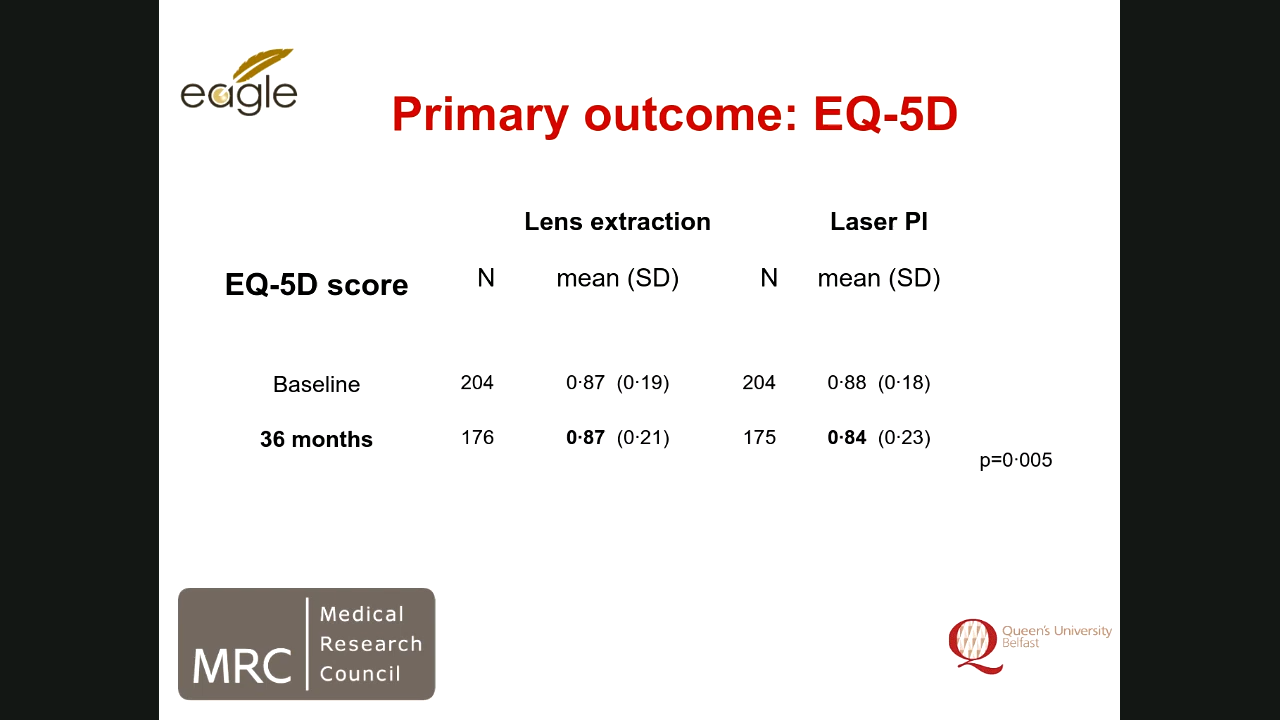 eagle
Primary outcome: EQ-5D
Lens extraction Laser PI
EQ-5D score N mean (SD) N mean (SD)
Baseline 204 0·87 (0·19) 204 0·88 (0·18)
36 months 176 0·87 (0·21) 175 0·84 (0·23)
p=0·005
MRC
Medical
Research
Council
Queen's University
Belfast